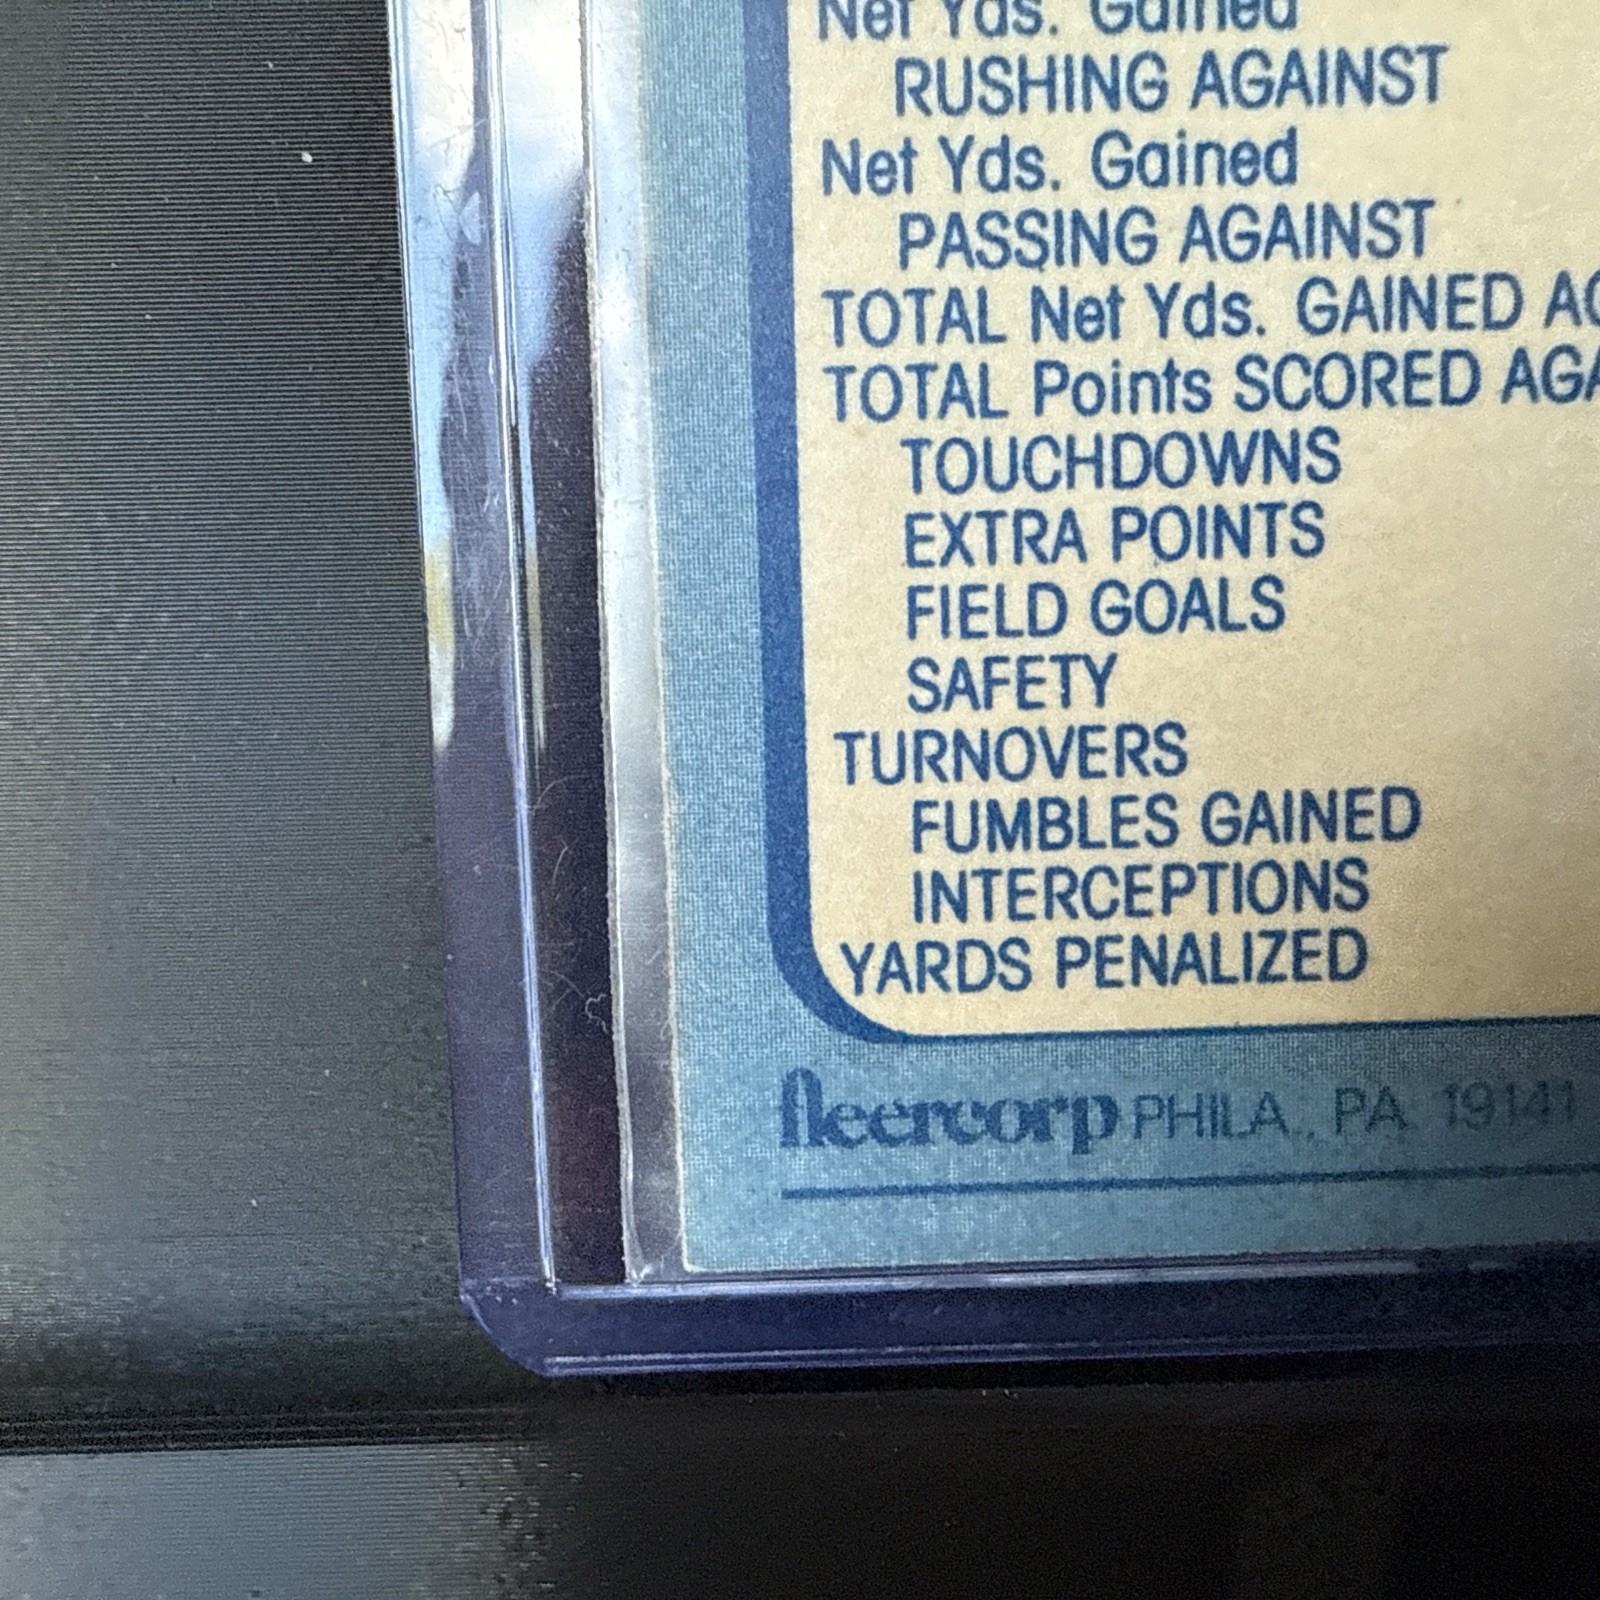 Net Yds. Gained
RUSHING AGAINST
Net Yds. Gained
PASSING AGAINST
TOTAL Net Yds. GAINED
TOTAL Points SCORED
TOUCHDOWNS
EXTRA POINTS
FIELD GOALS
SAFETY
TURNOVERS
FUMBLES GAINED
INTERCEPTIONS
YARDS PENALIZED
fleercorp PHILA., PA. 19141